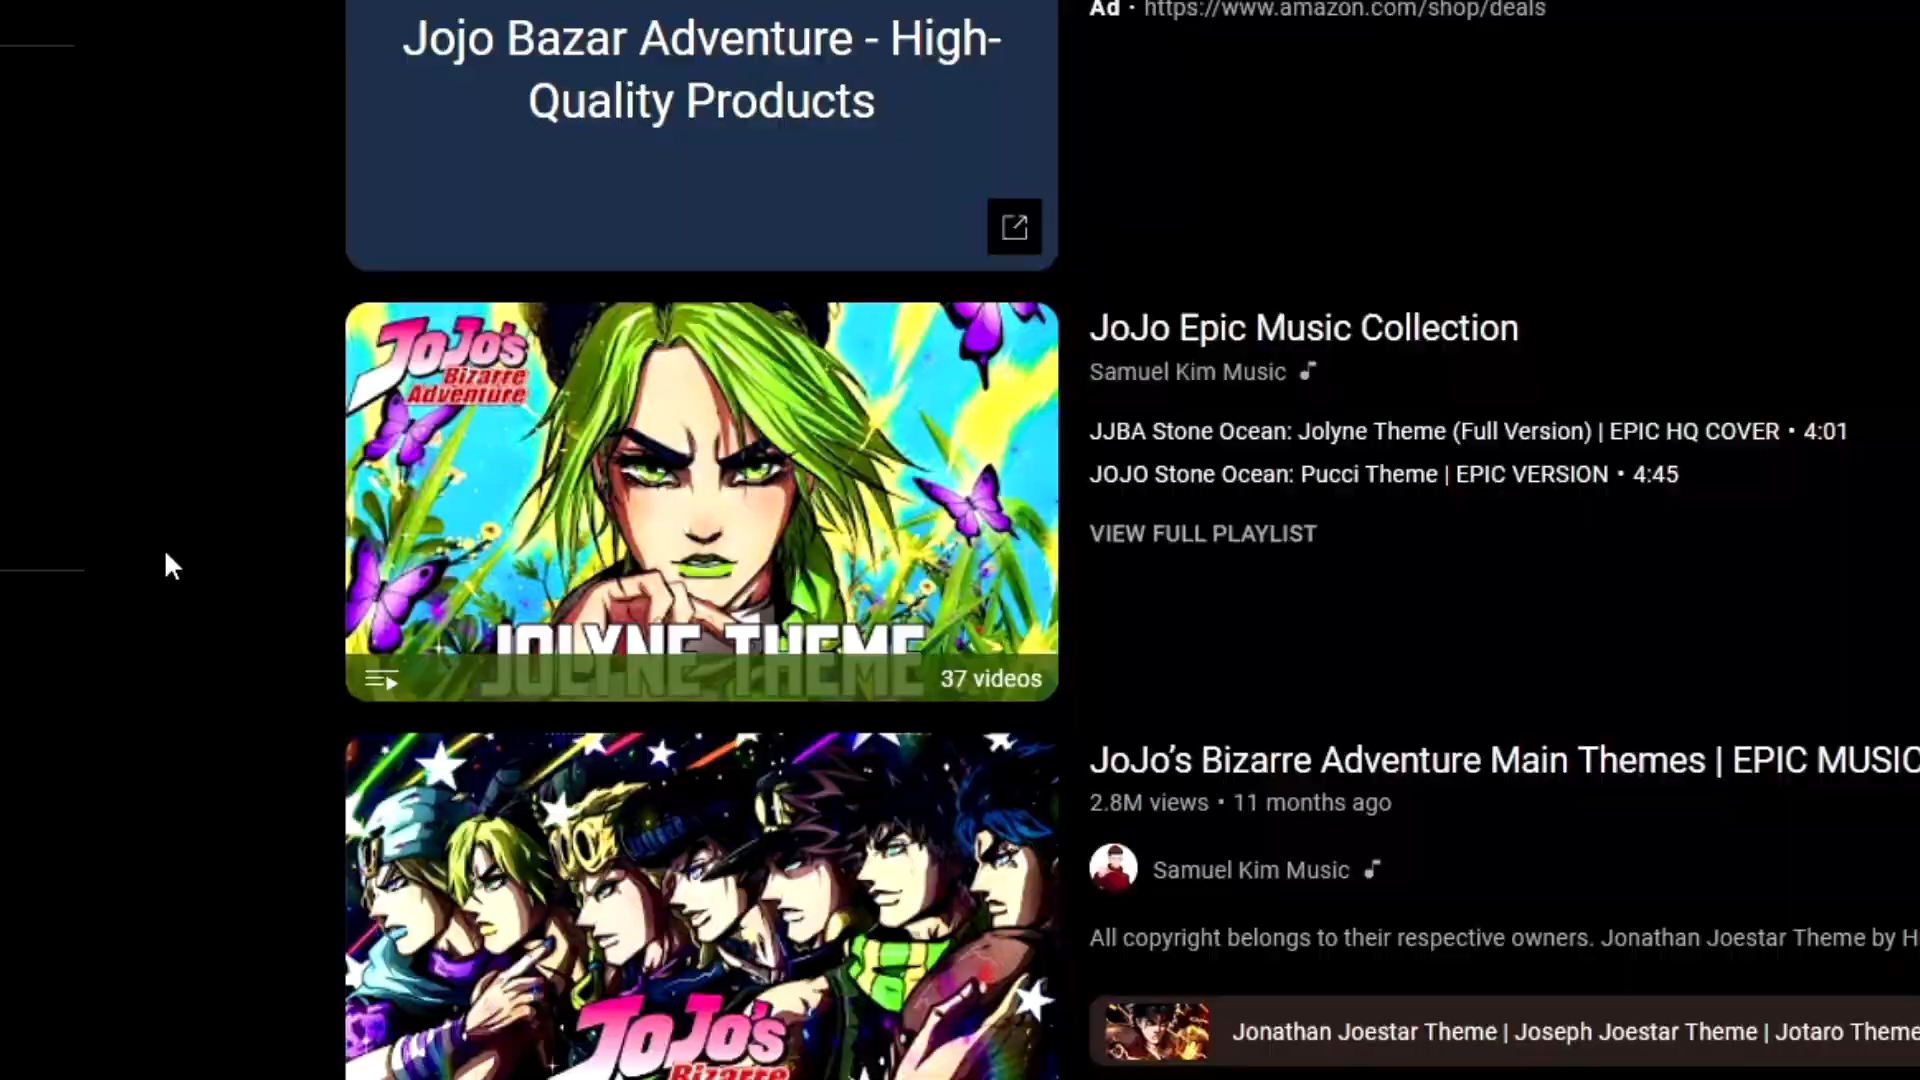 Ad · https://www.amazon.com/shop/deals
Jojo Bazar Adventure - High-
Quality Products
JoJo's
Bizarre
Adventure
JOLYNE THEME
37 videos
JoJo Epic Music Collection
Samuel Kim Music
JJBA Stone Ocean: Jolyne Theme (Full Version) | EPIC HQ COVER • 4:01
JOJO Stone Ocean: Pucci Theme | EPIC VERSION • 4:45
VIEW FULL PLAYLIST
JoJo's
Bizarre
JoJo’s Bizarre Adventure Main Themes | EPIC MUSIC
2.8M views • 11 months ago
Samuel Kim Music
All copyright belongs to their respective owners. Jonathan Joestar Theme by H
Jonathan Joestar Theme | Joseph Joestar Theme | Jotaro Theme